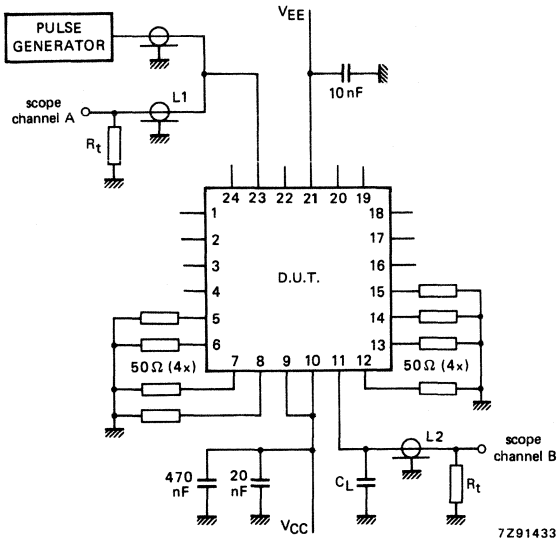 PULSE
GENERATOR
VEE
10 nF
scope
channel A
L1
Rt
24 23 22 21 20 19
1
2
3
4
5
6
18
17
16
15
14
13
D.U.T.
7 8 9 10 11 12
50Ω (4x)
50Ω (4x)
470
nF
20
nF
VCC
CL
L2
Rt
scope
channel B
7Z91433